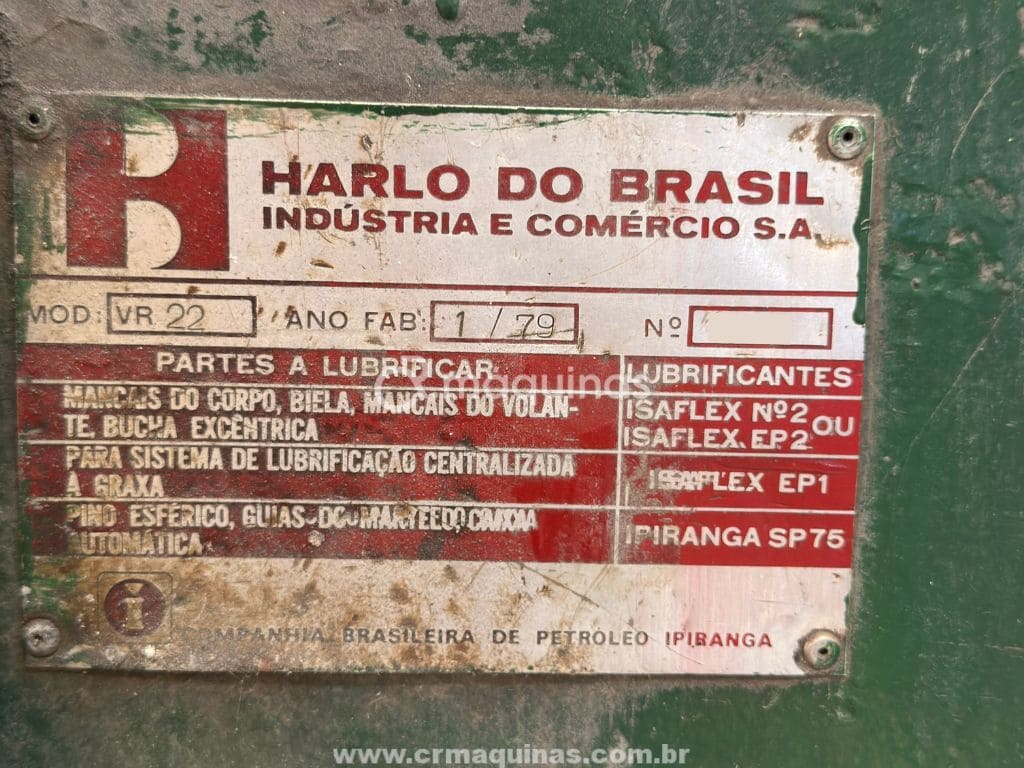 HARLO DO BRASIL
INDÚSTRIA E COMÉRCIO S.A.
MOD: VR 22 ANO FAB: 1 / 79 Nº
PARTES A LUBRIFICAR LUBRIFICANTES
maquinas
MANCAIS DO CORPO, BIELA, MANCAIS DO VOLAN- ISAFLEX Nº2 OU
TE, BUCHA EXCÊNTRICA ISAFLEX EP2
PARA SISTEMA DE LUBRIFICAÇÃO CENTRALIZADA
À GRAXA ISAFLEX EP1
PINO ESFÉRICO, GUIAS DO
AUTOMÁTICA IPIRANGA SP75
COMPANHIA BRASILEIRA DE PETRÓLEO IPIRANGA
www.crmaquinas.com.br